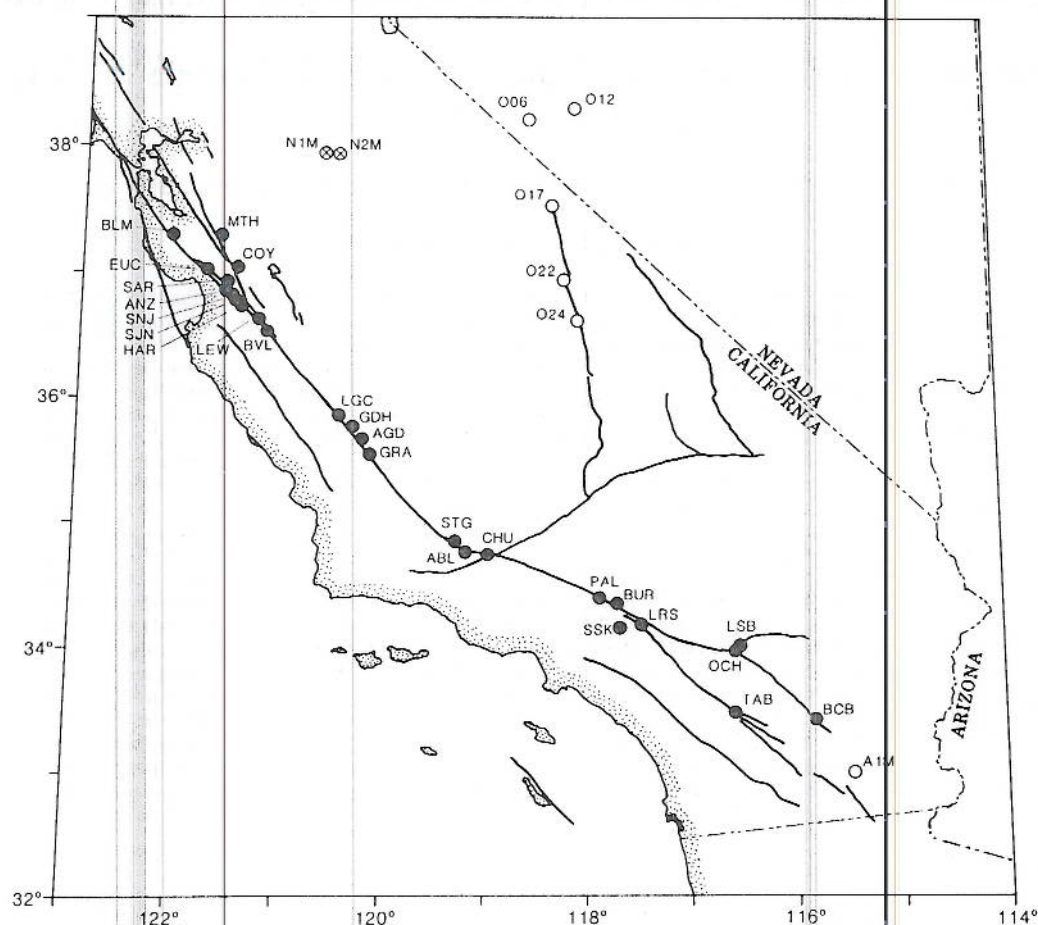 O06
O12
38°
N1M
N2M
O17
BLM
MTH
COY
EUC
SAR
ANZ
SNJ
SJN
HAR
LEW
BVL
O22
O24
NEVADA
CALIFORNIA
36°
LGC
GDH
AGD
GRA
STG
CHU
ABL
PAL
BUR
LRS
SSK
LSB
OCH
34°
TAB
BCB
A1M
ARIZONA
32°
122°
120°
118°
116°
114°